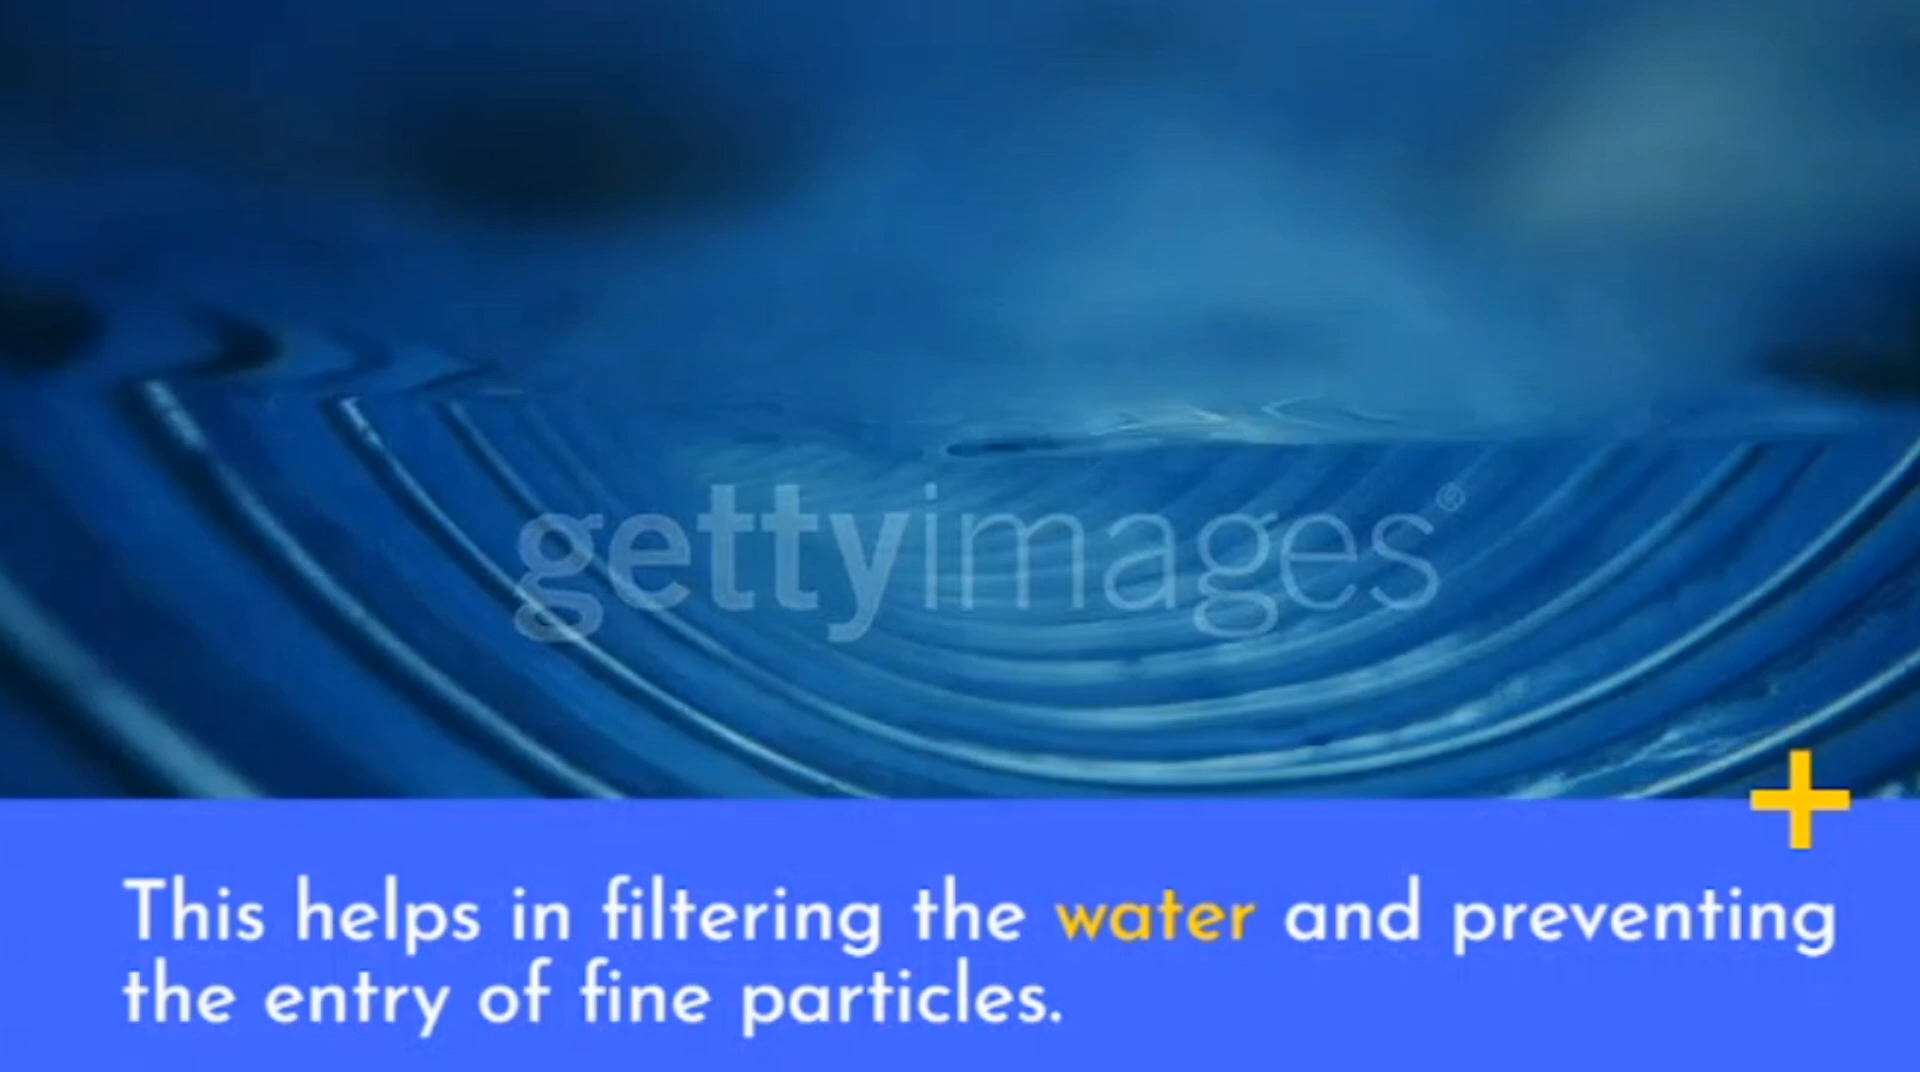 gettyimages®
This helps in filtering the water and preventing
the entry of fine particles.